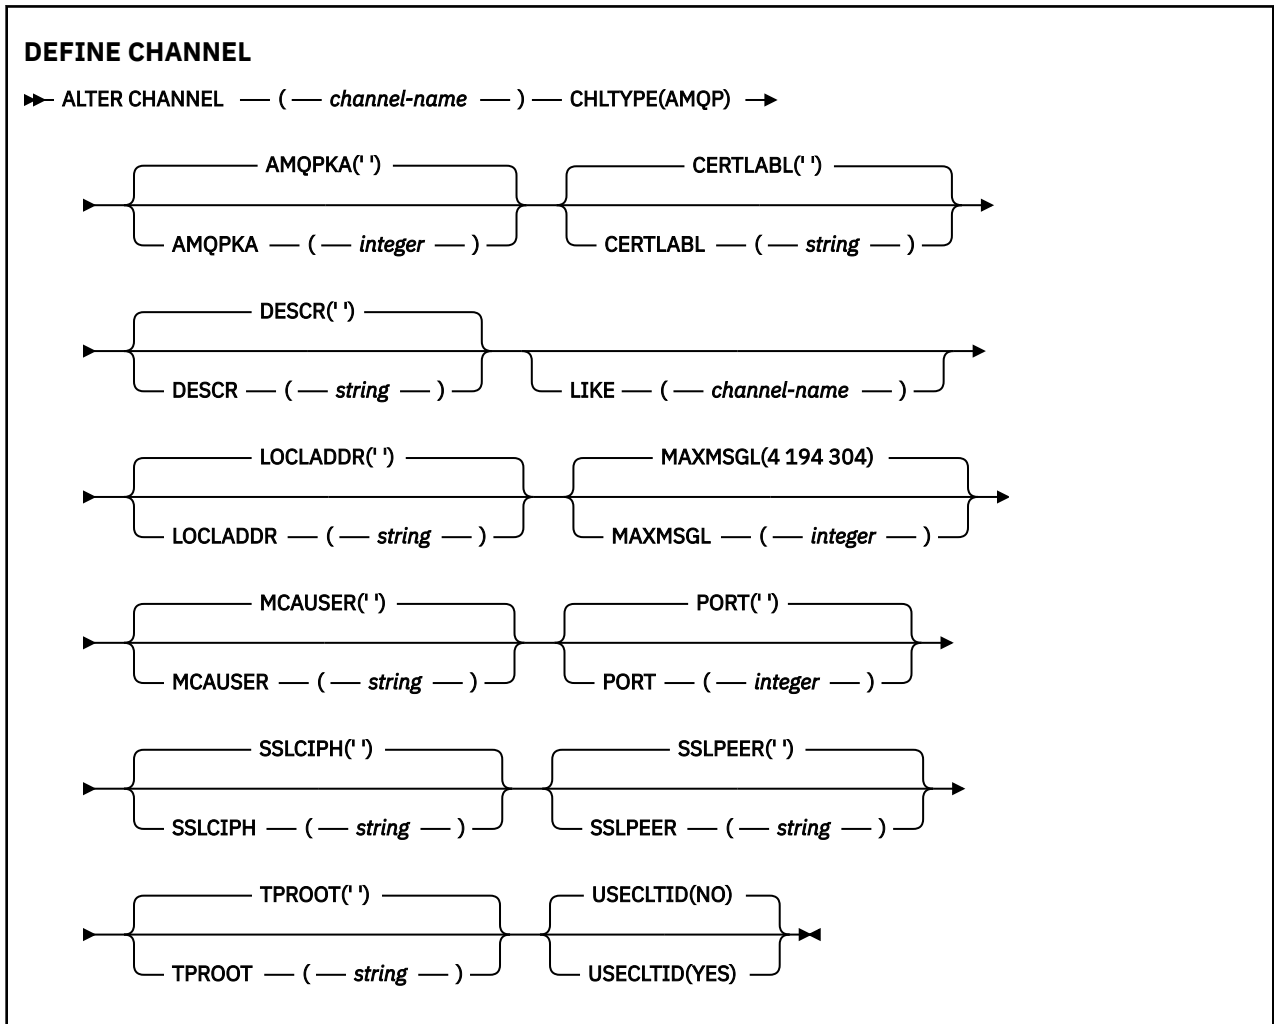 DEFINE CHANNEL
ALTER CHANNEL ( channel-name ) CHLTYPE(AMQP)
AMQPKA(' ') CERTLABL(' ')
AMQPKA ( integer ) CERTLABL ( string )
DESCR(' ')
DESCR ( string ) LIKE ( channel-name )
LOCLADDR(' ') MAXMSGL(4 194 304)
LOCLADDR ( string ) MAXMSGL ( integer )
MCAUSER(' ') PORT(' ')
MCAUSER ( string ) PORT ( integer )
SSLCIPH(' ') SSLPEER(' ')
SSLCIPH ( string ) SSLPEER ( string )
TPROOT(' ') USECLTID(NO)
TPROOT ( string ) USECLTID(YES)